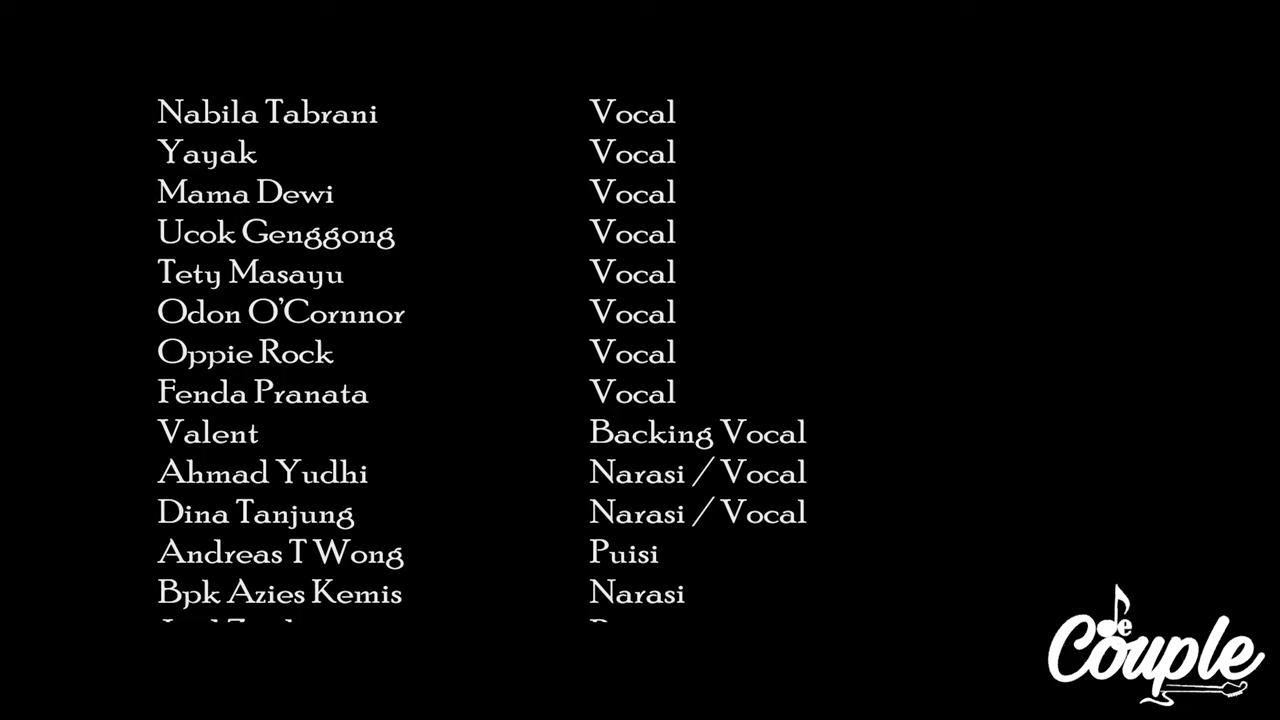 Nabila Tabrani Vocal
Yayak Vocal
Mama Dewi Vocal
Ucok Genggong Vocal
Tety Masayu Vocal
Odon O'Cornnor Vocal
Oppie Rock Vocal
Fenda Pranata Vocal
Valent Backing Vocal
Ahmad Yudhi Narasi / Vocal
Dina Tanjung Narasi / Vocal
Andreas T Wong Puisi
Bpk Azies Kemis Narasi
de Couple